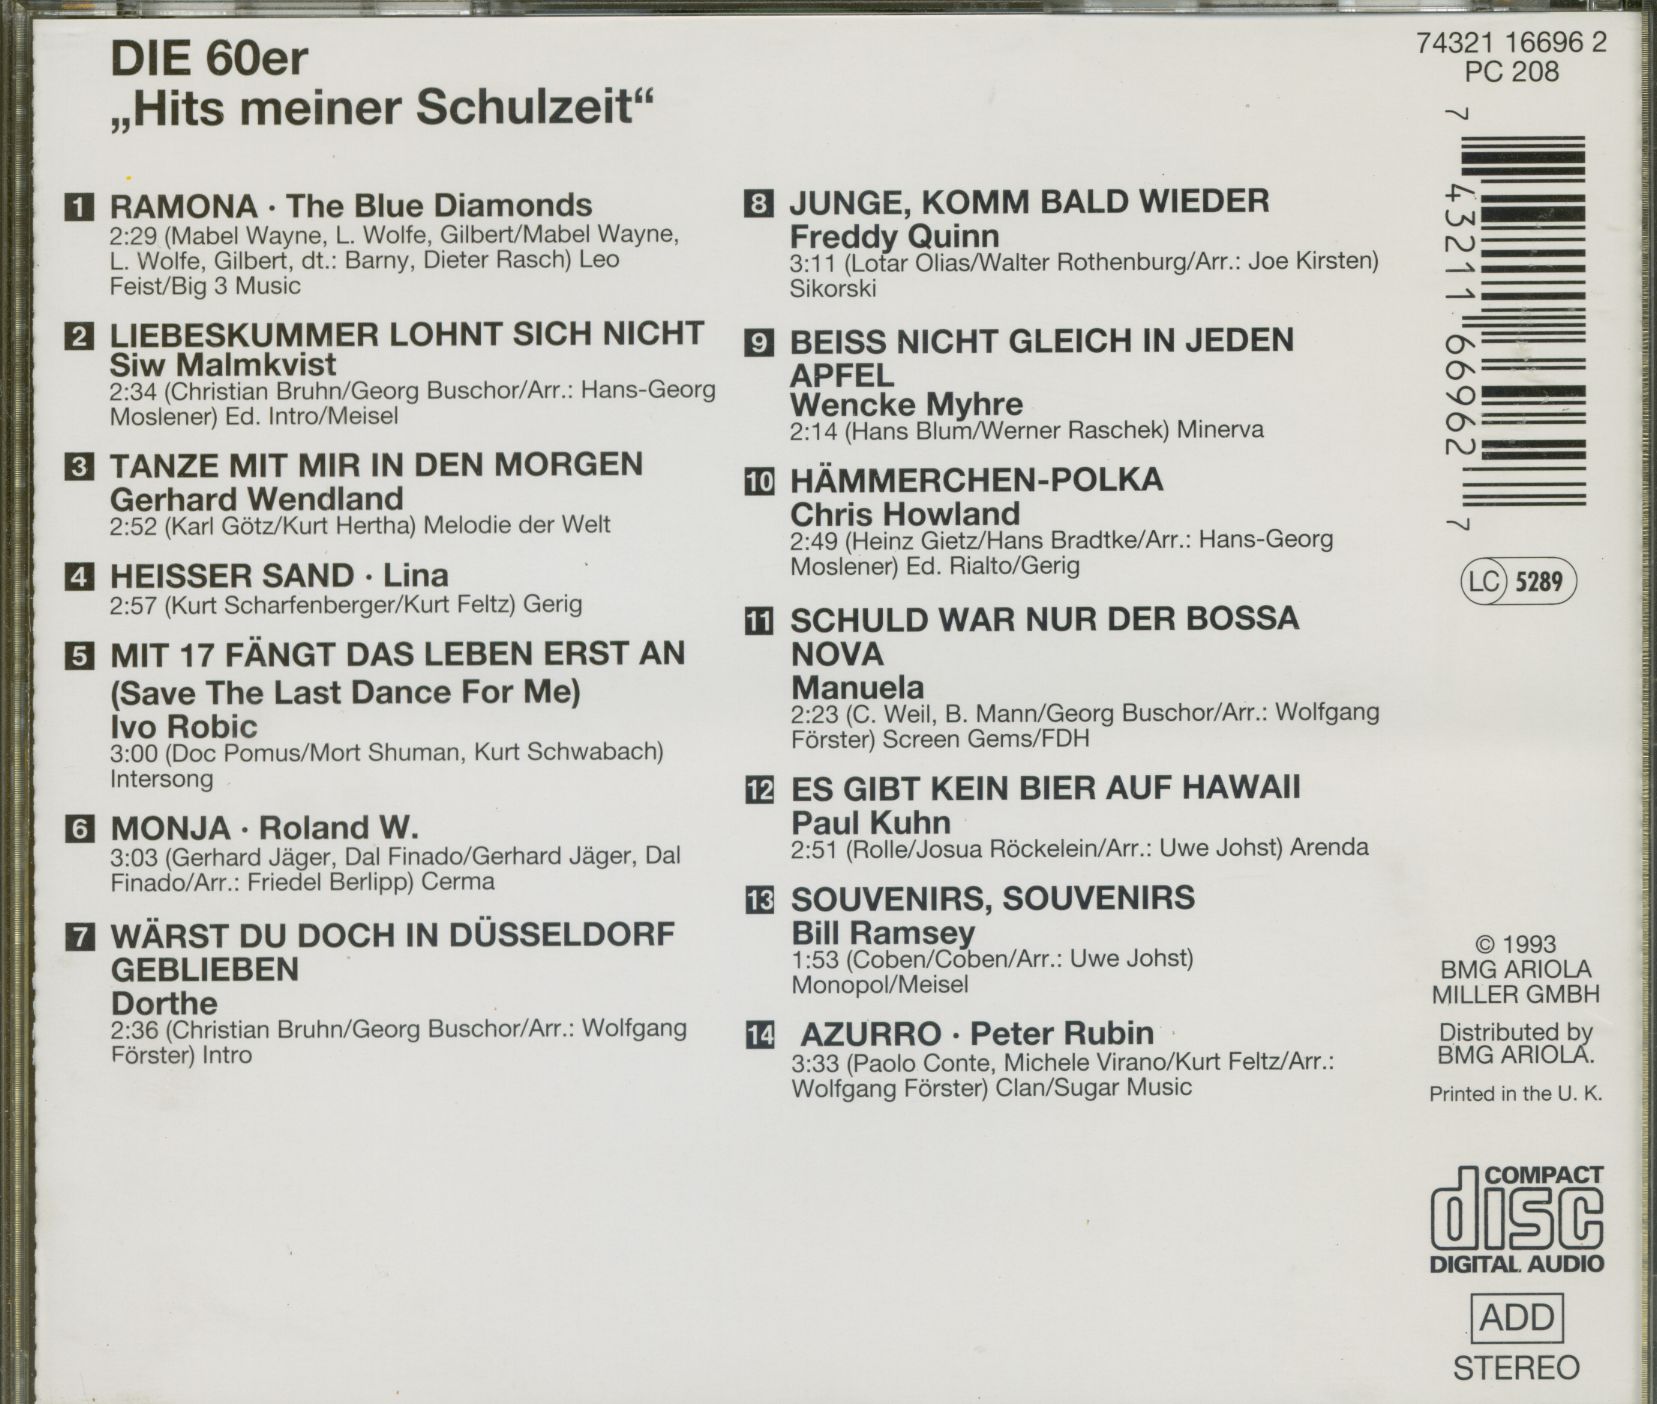 DIE 60er
„Hits meiner Schulzeit“
1 RAMONA · The Blue Diamonds
2:29 (Mabel Wayne, L. Wolfe, Gilbert/Mabel Wayne,
L. Wolfe, Gilbert, dt.: Barny, Dieter Rasch) Leo
Feist/Big 3 Music
2 LIEBESKUMMER LOHNT SICH NICHT
Siw Malmkvist
2:34 (Christian Bruhn/Georg Buschor/Arr.: Hans-Georg
Moslener) Ed. Intro/Meisel
3 TANZE MIT MIR IN DEN MORGEN
Gerhard Wendland
2:52 (Karl Götz/Kurt Hertha) Melodie der Welt
4 HEISSER SAND · Lina
2:57 (Kurt Scharfenberger/Kurt Feltz) Gerig
5 MIT 17 FÄNGT DAS LEBEN ERST AN
(Save The Last Dance For Me)
Ivo Robic
3:00 (Doc Pomus/Mort Shuman, Kurt Schwabach)
Intersong
6 MONJA · Roland W.
3:03 (Gerhard Jäger, Dal Finado/Gerhard Jäger, Dal
Finado/Arr.: Friedel Berlipp) Cerma
7 WÄRST DU DOCH IN DÜSSELDORF
GEBLIEBEN
Dorthe
2:36 (Christian Bruhn/Georg Buschor/Arr.: Wolfgang
Förster) Intro
8 JUNGE, KOMM BALD WIEDER
Freddy Quinn
3:11 (Lotar Olias/Walter Rothenburg/Arr.: Joe Kirsten)
Sikorski
9 BEISS NICHT GLEICH IN JEDEN
APFEL
Wencke Myhre
2:14 (Hans Blum/Werner Raschek) Minerva
10 HÄMMERCHEN-POLKA
Chris Howland
2:49 (Heinz Gietz/Hans Bradtke/Arr.: Hans-Georg
Moslener) Ed. Rialto/Gerig
11 SCHULD WAR NUR DER BOSSA
NOVA
Manuela
2:23 (C. Weil, B. Mann/Georg Buschor/Arr.: Wolfgang
Förster) Screen Gems/FDH
12 ES GIBT KEIN BIER AUF HAWAII
Paul Kuhn
2:51 (Rolle/Josua Röckelein/Arr.: Uwe Johst) Arenda
13 SOUVENIRS, SOUVENIRS
Bill Ramsey
1:53 (Coben/Coben/Arr.: Uwe Johst)
Monopol/Meisel
14 AZURRO · Peter Rubin
3:33 (Paolo Conte, Michele Virano/Kurt Feltz/Arr.:
Wolfgang Förster) Clan/Sugar Music
74321 16696 2
PC 208
7 43211 66962 7
LC 5289
© 1993
BMG ARIOLA
MILLER GMBH
Distributed by
BMG ARIOLA.
Printed in the U. K.
COMPACT
disc
DIGITAL AUDIO
ADD
STEREO